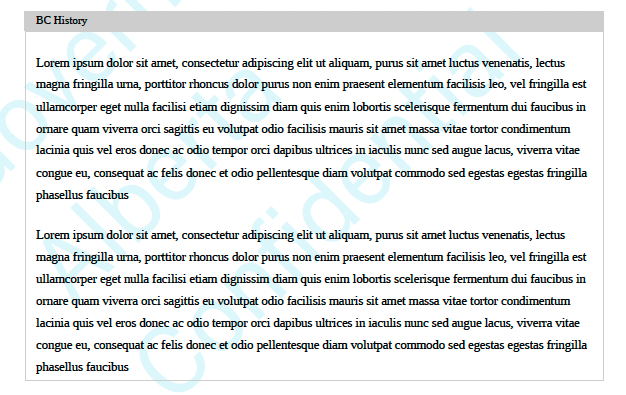 BC History
Lorem ipsum dolor sit amet, consectetur adipiscing elit ut aliquam, purus sit amet luctus venenatis, lectus
magna fringilla urna, porttitor rhoncus dolor purus non enim praesent elementum facilisis leo, vel fringilla est
ullamcorper eget nulla facilisi etiam dignissim diam quis enim lobortis scelerisque fermentum dui faucibus in
ornare quam viverra orci sagittis eu volutpat odio facilisis mauris sit amet massa vitae tortor condimentum
lacinia quis vel eros donec ac odio tempor orci dapibus ultrices in iaculis nunc sed augue lacus, viverra vitae
congue eu, consequat ac felis donec et odio pellentesque diam volutpat commodo sed egestas egestas fringilla
phasellus faucibus
Lorem ipsum dolor sit amet, consectetur adipiscing elit ut aliquam, purus sit amet luctus venenatis, lectus
magna fringilla urna, porttitor rhoncus dolor purus non enim praesent elementum facilisis leo, vel fringilla est
ullamcorper eget nulla facilisi etiam dignissim diam quis enim lobortis scelerisque fermentum dui faucibus in
ornare quam viverra orci sagittis eu volutpat odio facilisis mauris sit amet massa vitae tortor condimentum
lacinia quis vel eros donec ac odio tempor orci dapibus ultrices in iaculis nunc sed augue lacus, viverra vitae
congue eu, consequat ac felis donec et odio pellentesque diam volutpat commodo sed egestas egestas fringilla
phasellus faucibus
Alberta
Confidential